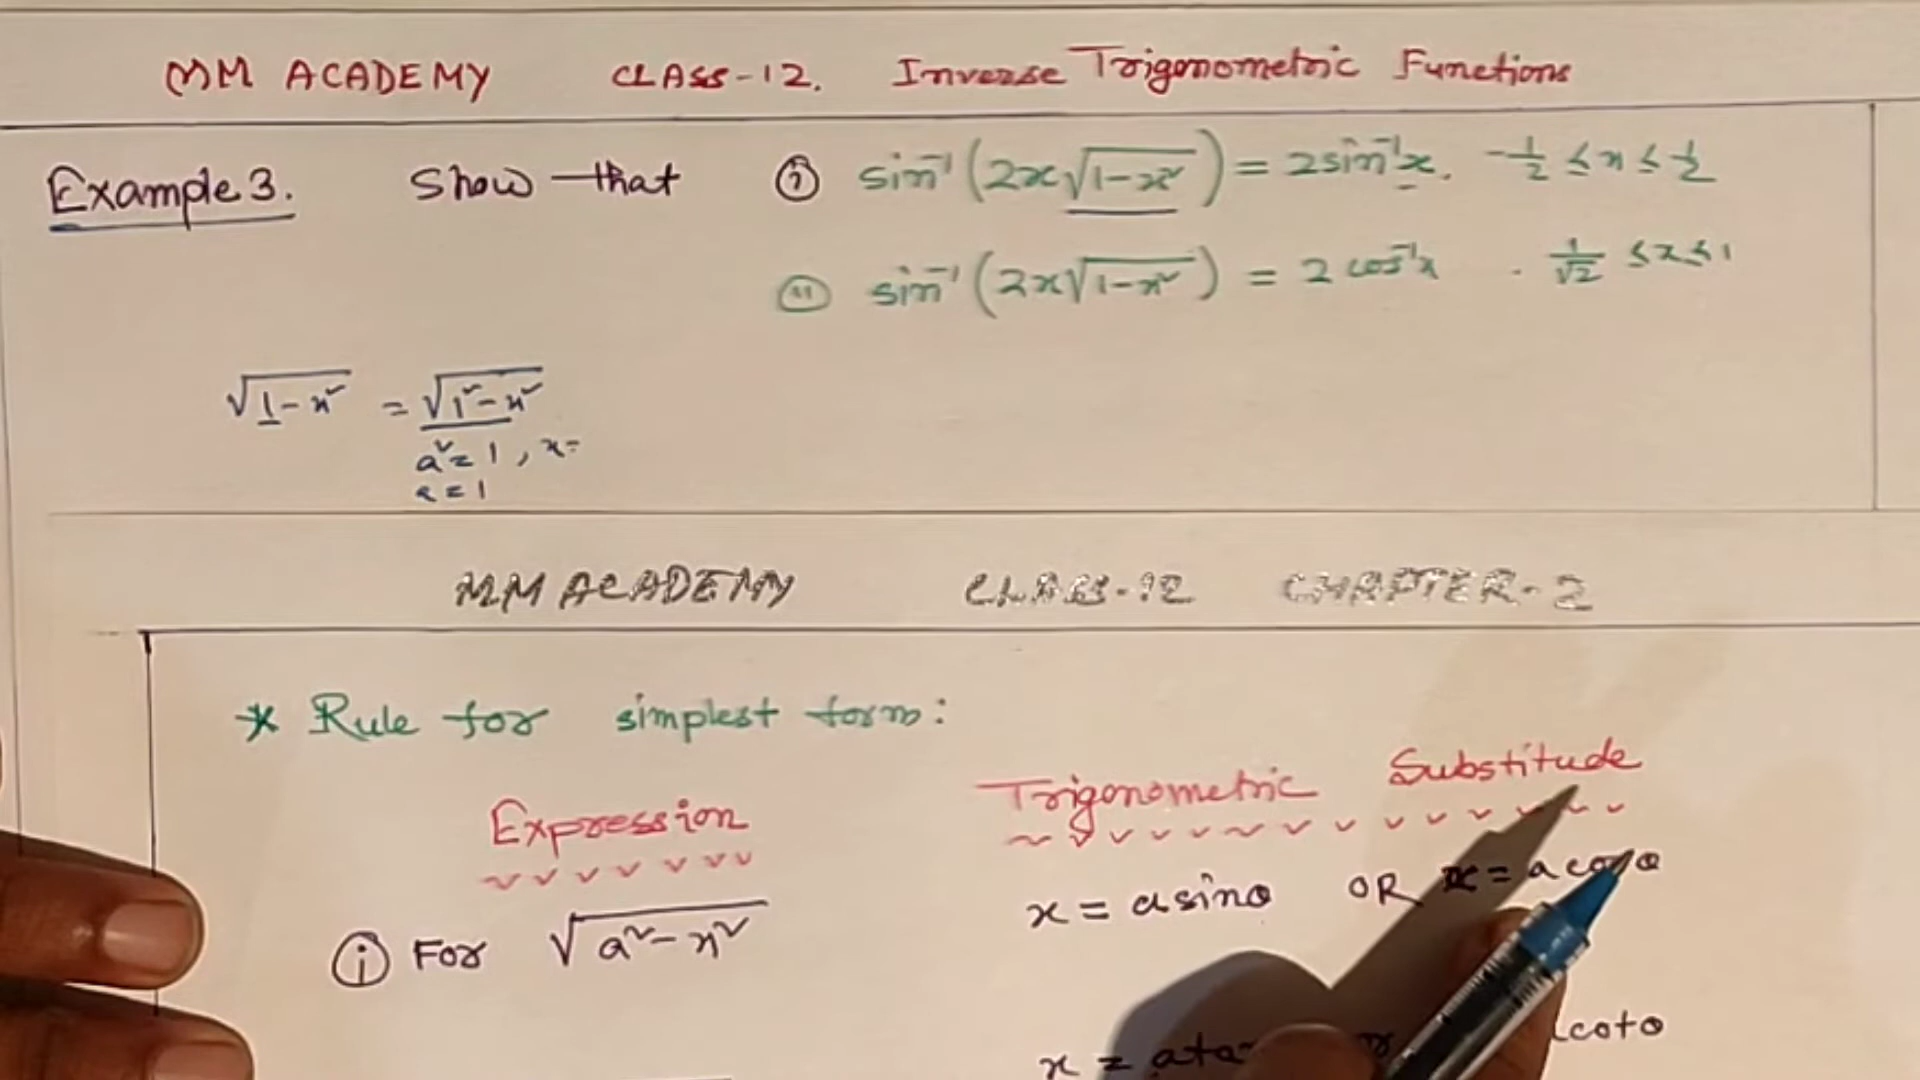 MM ACADEMY CLASS-12. Inverse Trigonometric Functions
Example 3. Show that (i) sin⁻¹(2x√(1-x²)) = 2sin⁻¹x. -1/2 ≤ x ≤ 1/2
(ii) sin⁻¹(2x√(1-x²)) = 2 cos⁻¹x . 1/√2 ≤ x ≤ 1
√(1-x²) = √(1²-x²)
a² = 1, x =
a = 1
MM ACADEMY CLASS-12 CHAPTER-2
* Rule for simplest form:
Expression Trigonometric Substitude
(i) For √(a²-x²) x = a sinθ OR x = a cosθ
x = a cotθ